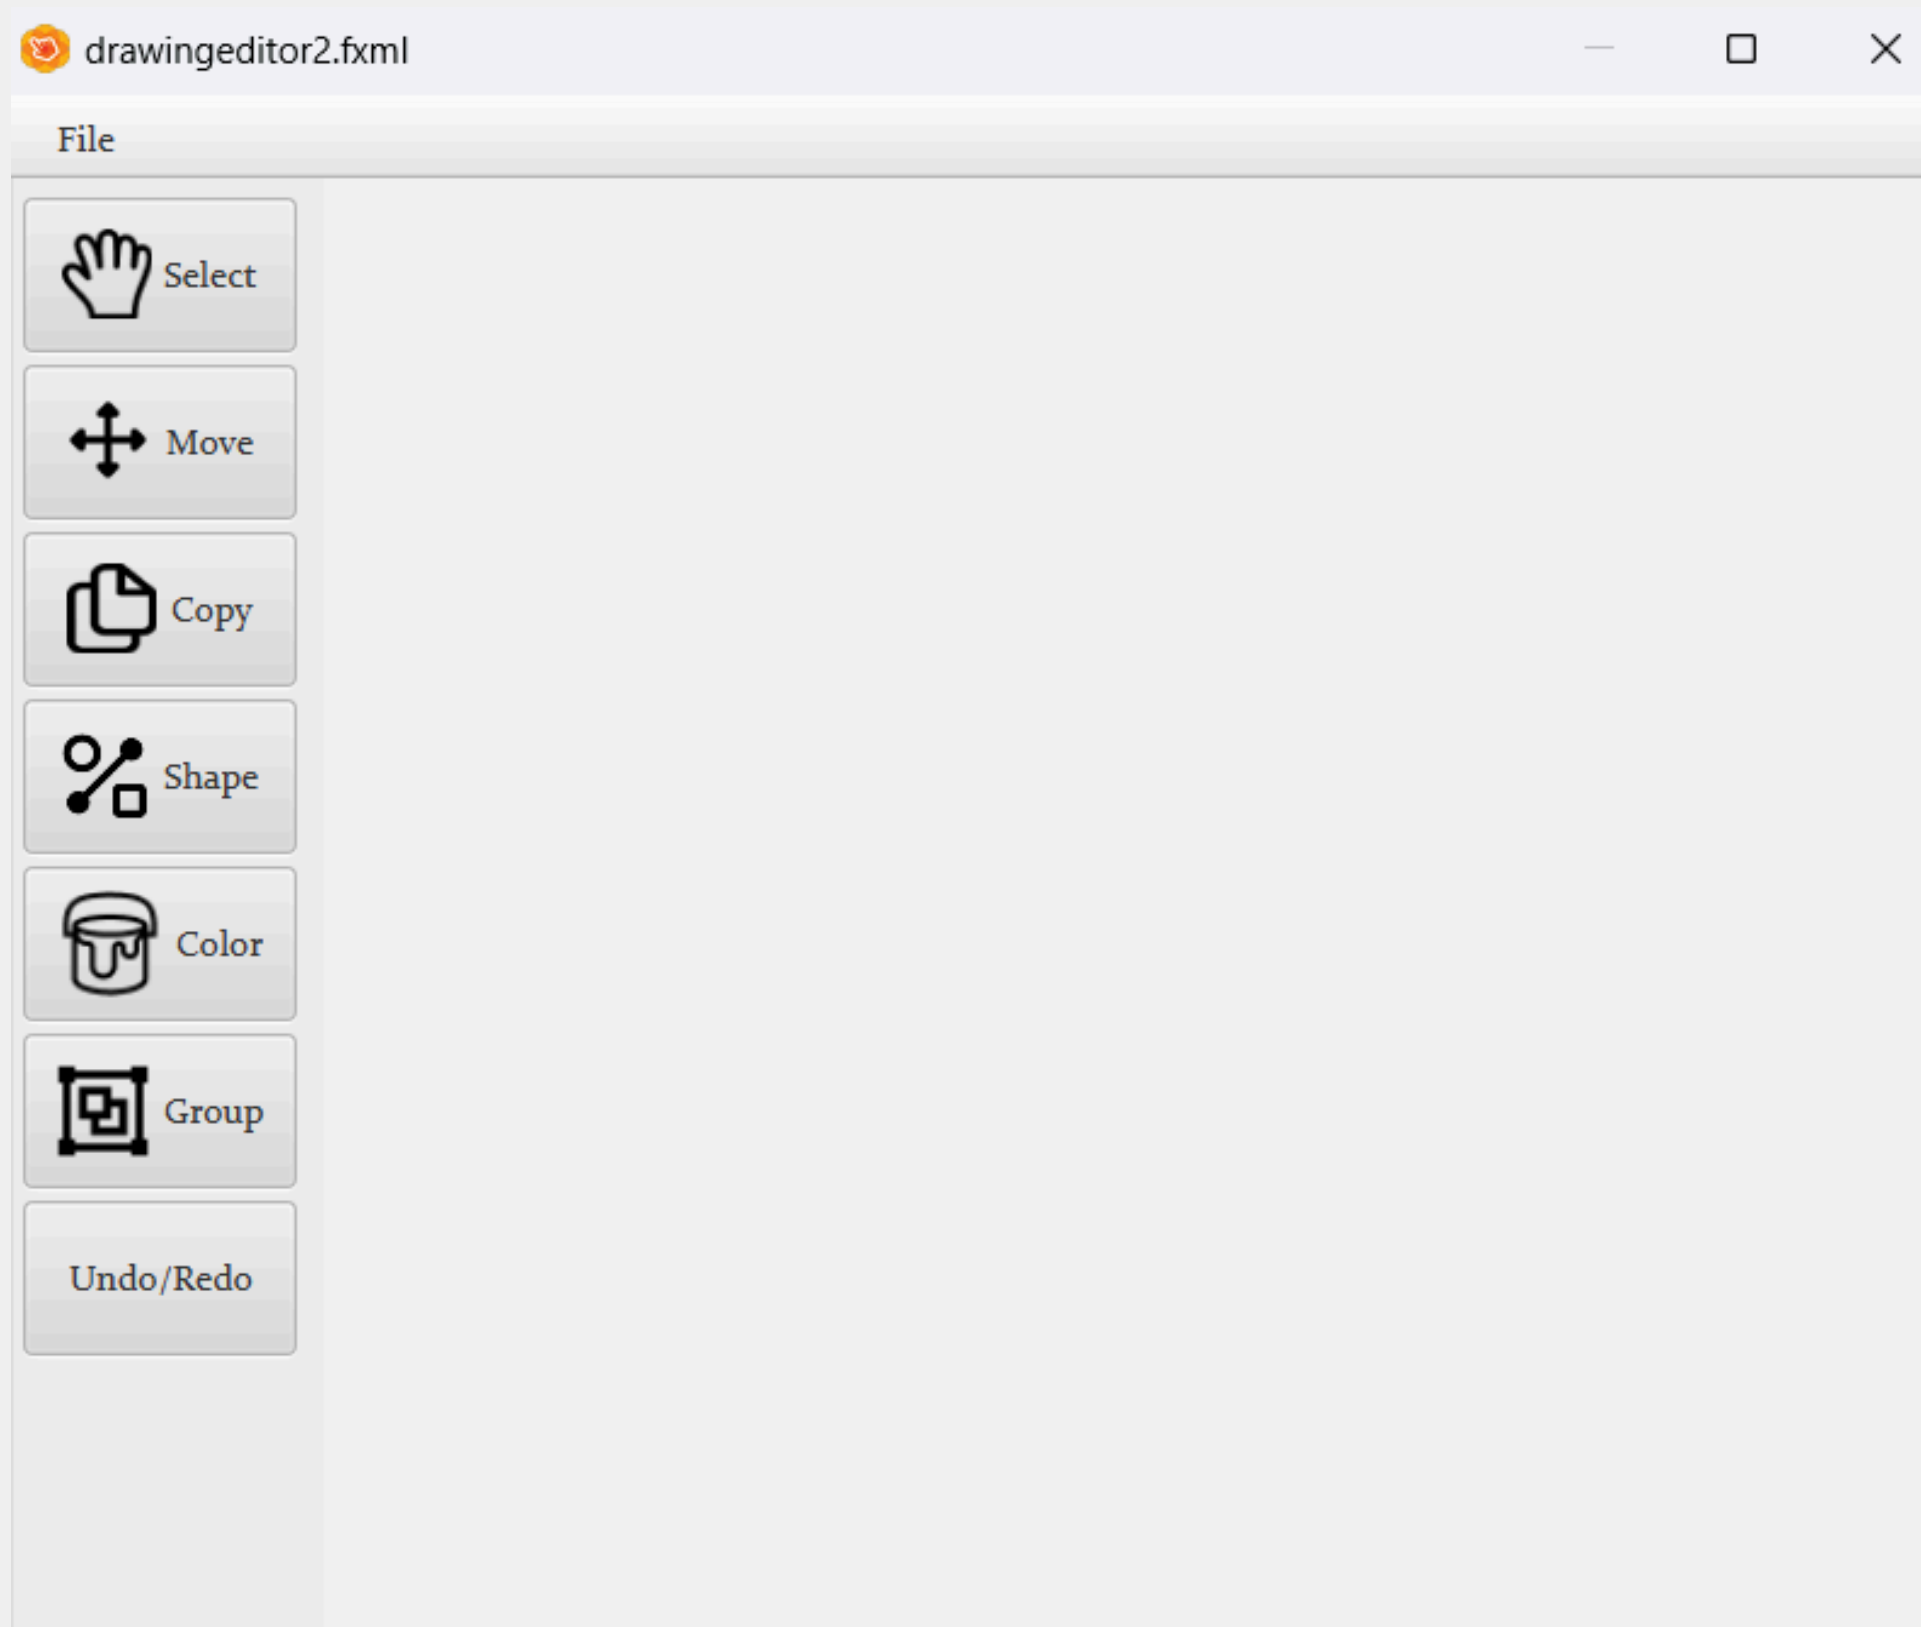 drawingeditor2.fxml
File
Select
Move
Copy
Shape
Color
Group
Undo/Redo